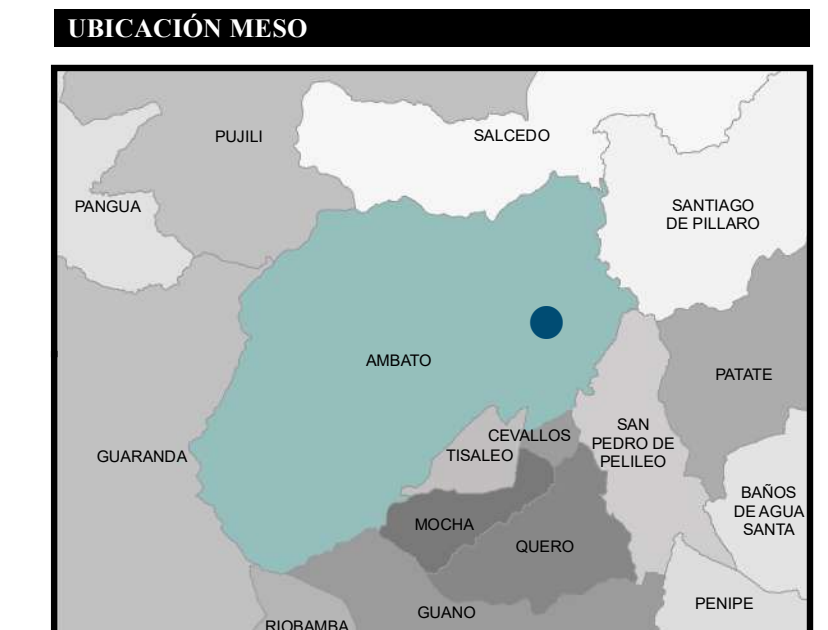 UBICACIÓN MESO
PUJILI
SALCEDO
PANGUA
SANTIAGO
DE PILLARO
AMBATO
PATATE
GUARANDA
CEVALLOS
TISALEO
SAN
PEDRO DE
PELILEO
BAÑOS
DE AGUA
SANTA
MOCHA
QUERO
PENIPE
GUANO
RIOBAMBA